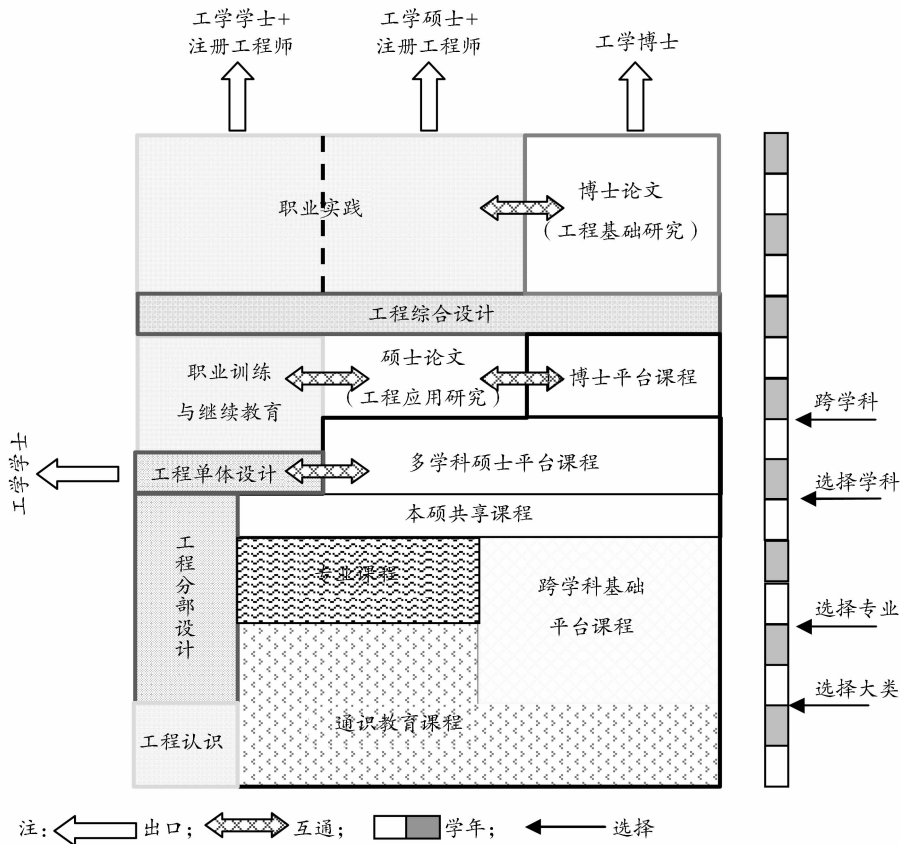 工学学士+
注册工程师
工学硕士+
注册工程师
工学博士
职业实践
博士论文
(工程基础研究)
工程综合设计
职业训练
与继续教育
硕士论文
(工程应用研究)
博士平台课程
跨学科
工学学士
工程单体设计
多学科硕士平台课程
选择学科
本硕共享课程
工程分部设计
专业课程
跨学科基础
平台课程
选择专业
选择大类
通识教育课程
工程认识
注: 出口; 互通; 学年; 选择